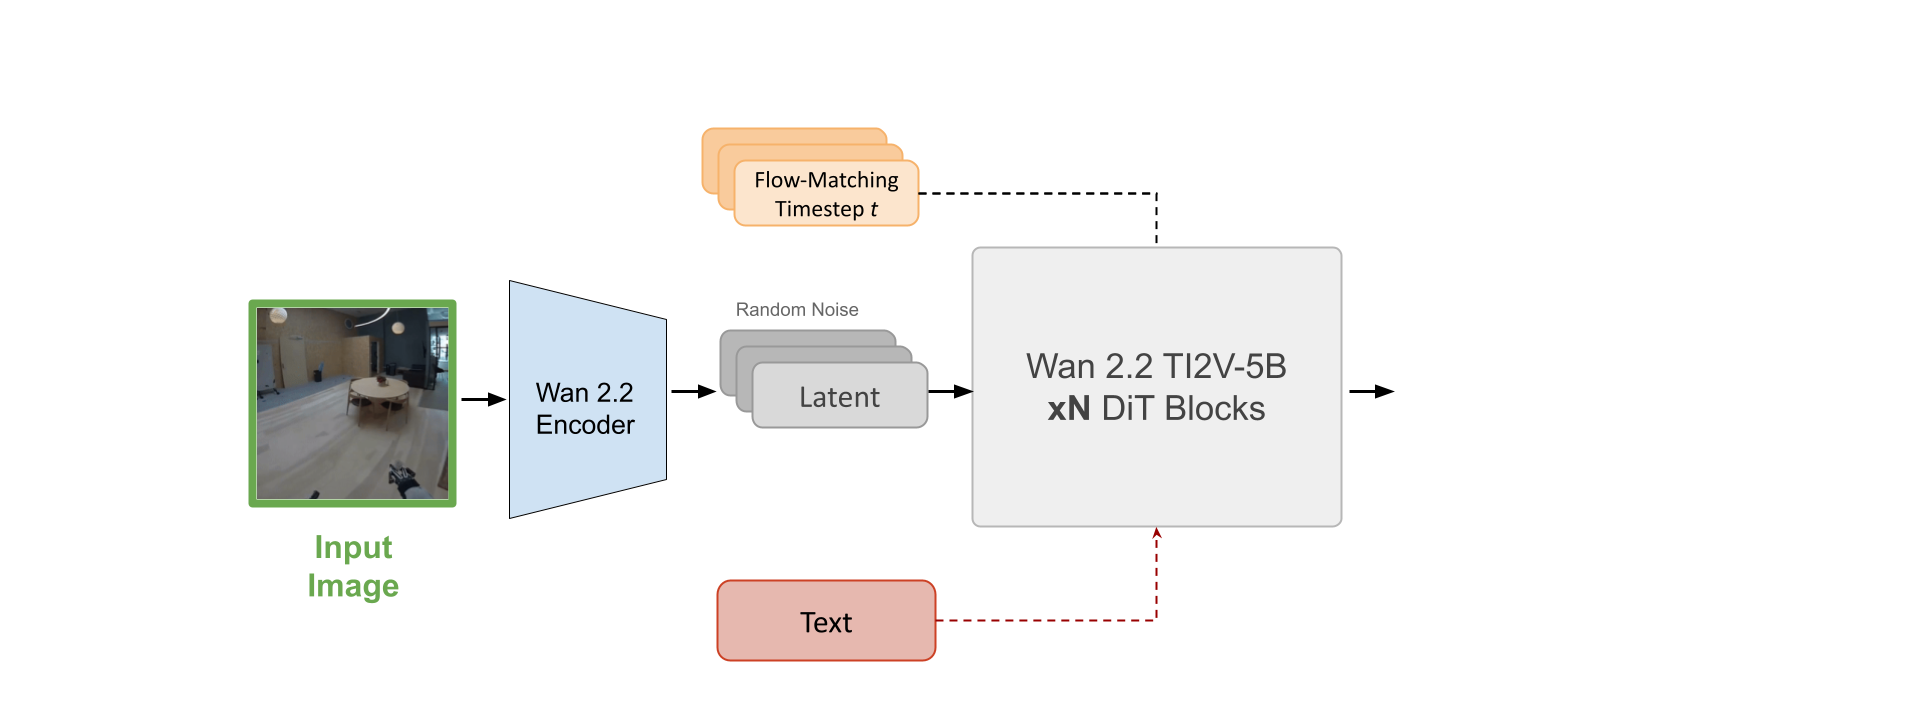 Flow-Matching
Timestep t
Random Noise
Latent
Wan 2.2
Encoder
Wan 2.2 TI2V-5B
xN DiT Blocks
Input
Image
Text